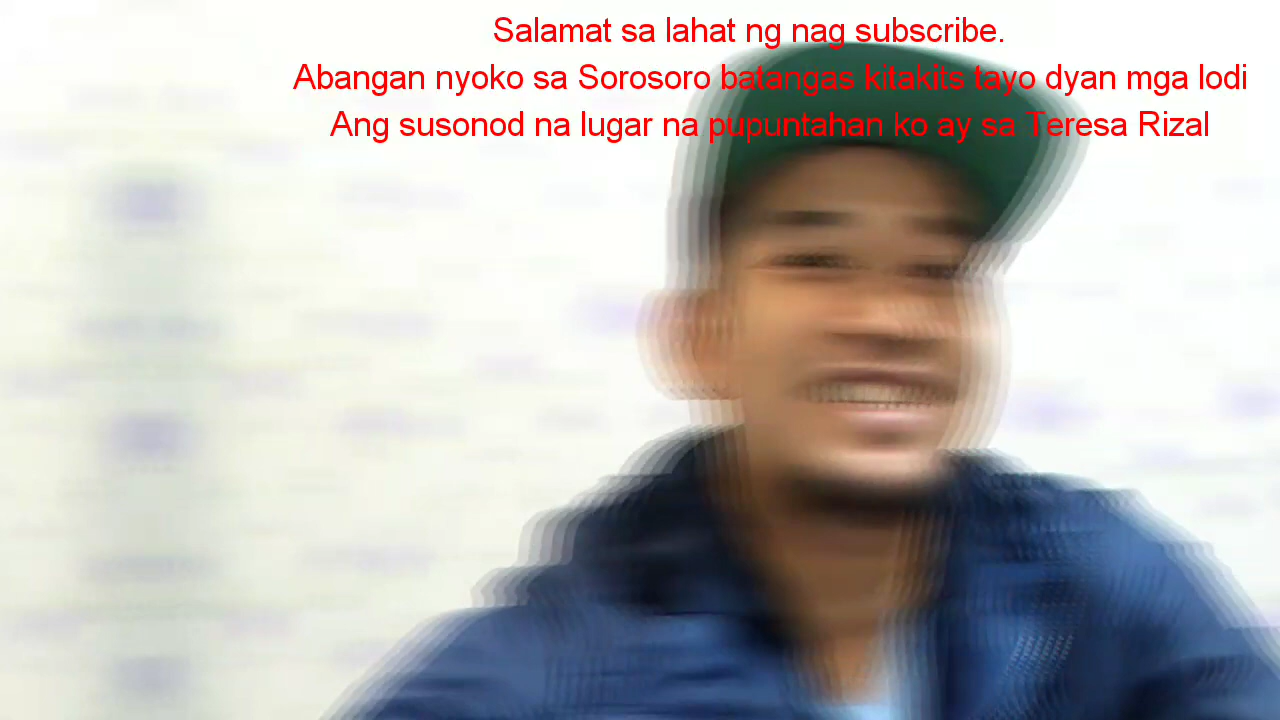 Salamat sa lahat ng nag subscribe.
Abangan nyoko sa Sorosoro batangas kitakits tayo dyan mga lodi
Ang susonod na lugar na pupuntahan ko ay sa Teresa Rizal